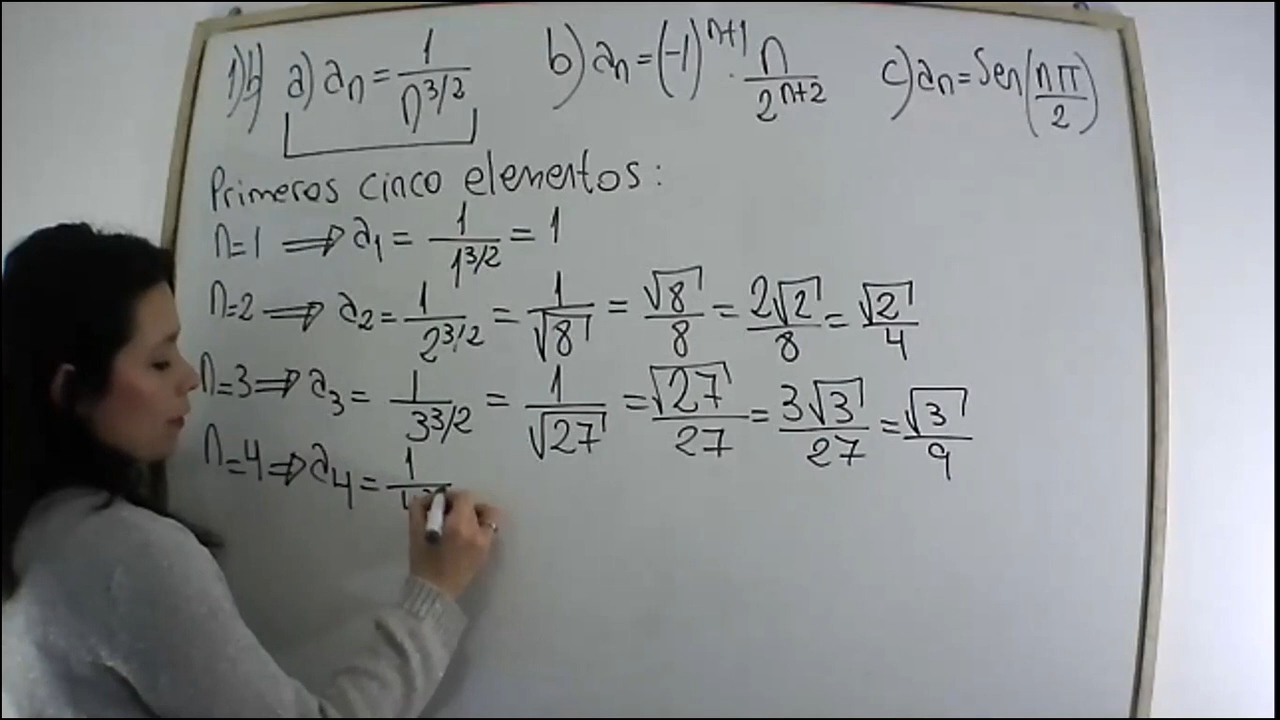 1)b) a) aₙ = 1/n^{3/2} b) aₙ = (-1)^{n+1} · n/2^{n+2} c) aₙ = Sen(nπ/2)
Primeros cinco elementos:
n=1 ⟹ a₁ = 1/1^{3/2} = 1
n=2 ⟹ a₂ = 1/2^{3/2} = 1/√8 = √8/8 = 2√2/8 = √2/4
n=3 ⟹ a₃ = 1/3^{3/2} = 1/√27 = √27/27 = 3√3/27 = √3/9
n=4 ⟹ a₄ = 1/